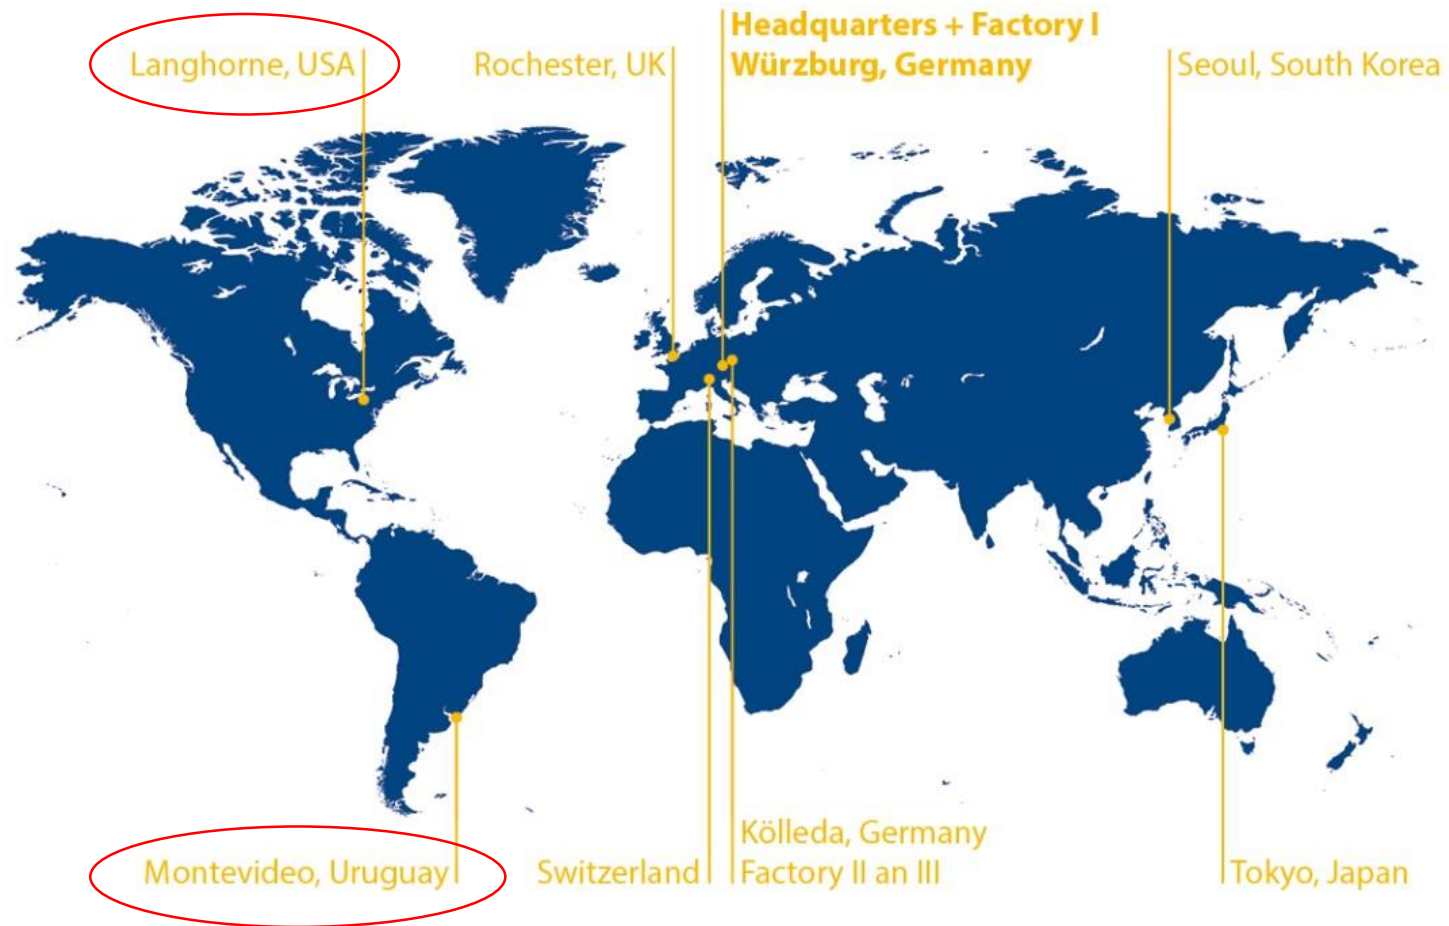 Headquarters + Factory I
Würzburg, Germany
Langhorne, USA
Rochester, UK
Seoul, South Korea
Montevideo, Uruguay
Switzerland
Kölleda, Germany
Factory II an III
Tokyo, Japan